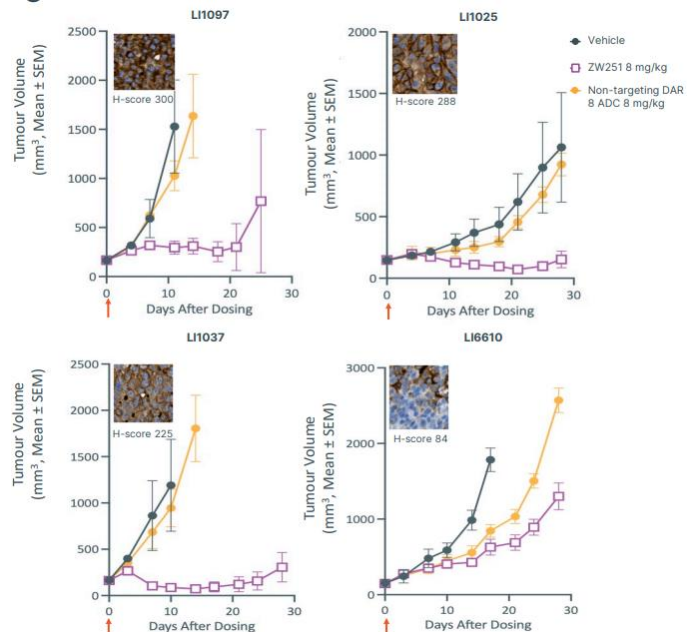 LI1097
Tumour Volume
(mm³, Mean ± SEM)
2500
2000
1500
1000
500
0
H-score 300
0
10
20
30
Days After Dosing
LI1025
Tumour Volume
(mm³, Mean ± SEM)
2000
1500
1000
500
0
H-score 288
0
10
20
30
Days After Dosing
Vehicle
ZW251 8 mg/kg
Non-targeting DAR
8 ADC 8 mg/kg
LI1037
Tumour Volume
(mm³, Mean ± SEM)
2500
2000
1500
1000
500
0
H-score 225
0
10
20
30
Days After Dosing
LI6610
Tumour Volume
(mm³, Mean ± SEM)
3000
2000
1000
0
H-score 84
0
10
20
30
Days After Dosing